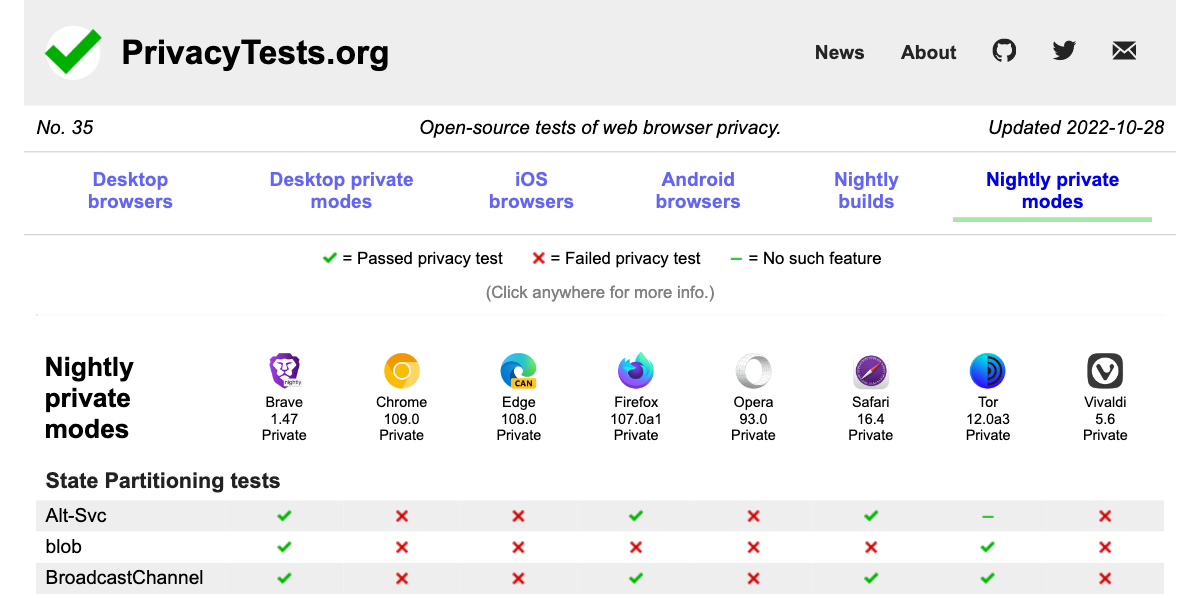 PrivacyTests.org
News About
No. 35 Open-source tests of web browser privacy. Updated 2022-10-28
Desktop browsers
Desktop private modes
iOS browsers
Android browsers
Nightly builds
Nightly private modes
= Passed privacy test = Failed privacy test = No such feature
(Click anywhere for more info.)
Nightly
private
modes
Brave
1.47
Private
Chrome
109.0
Private
CAN
Edge
108.0
Private
Firefox
107.0a1
Private
Opera
93.0
Private
Safari
16.4
Private
Tor
12.0a3
Private
Vivaldi
5.6
Private
State Partitioning tests
Alt-Svc
blob
BroadcastChannel